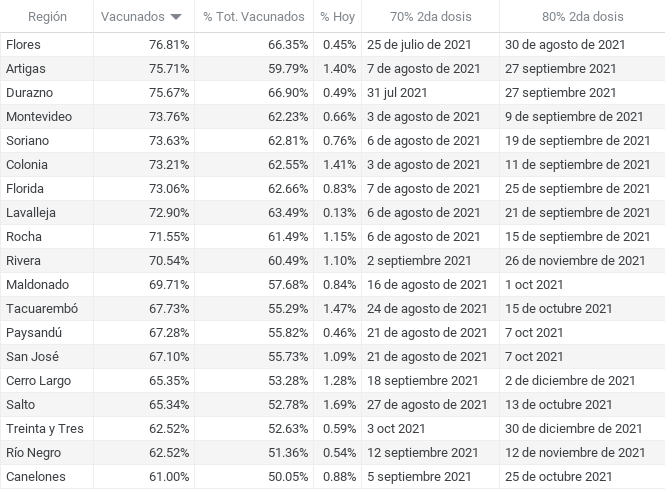 Región Vacunados % Tot. Vacunados % Hoy 70% 2da dosis 80% 2da dosis
Flores 76.81% 66.35% 0.45% 25 de julio de 2021 30 de agosto de 2021
Artigas 75.71% 59.79% 1.40% 7 de agosto de 2021 27 septiembre 2021
Durazno 75.67% 66.90% 0.49% 31 jul 2021 27 septiembre 2021
Montevideo 73.76% 62.23% 0.66% 3 de agosto de 2021 9 de septiembre de 2021
Soriano 73.63% 62.81% 0.76% 6 de agosto de 2021 19 de septiembre de 2021
Colonia 73.21% 62.55% 1.41% 3 de agosto de 2021 11 de septiembre de 2021
Florida 73.06% 62.66% 0.83% 7 de agosto de 2021 25 de septiembre de 2021
Lavalleja 72.90% 63.49% 0.13% 6 de agosto de 2021 21 de septiembre de 2021
Rocha 71.55% 61.49% 1.15% 6 de agosto de 2021 15 de septiembre de 2021
Rivera 70.54% 60.49% 1.10% 2 septiembre 2021 26 de noviembre de 2021
Maldonado 69.71% 57.68% 0.84% 16 de agosto de 2021 1 oct 2021
Tacuarembó 67.73% 55.29% 1.47% 24 de agosto de 2021 15 de octubre de 2021
Paysandú 67.28% 55.82% 0.46% 21 de agosto de 2021 7 oct 2021
San José 67.10% 55.73% 1.09% 21 de agosto de 2021 7 oct 2021
Cerro Largo 65.35% 53.28% 1.28% 18 septiembre 2021 2 de diciembre de 2021
Salto 65.34% 52.78% 1.69% 27 de agosto de 2021 13 de octubre de 2021
Treinta y Tres 62.52% 52.63% 0.59% 3 oct 2021 30 de diciembre de 2021
Río Negro 62.52% 51.36% 0.54% 12 septiembre 2021 12 de noviembre de 2021
Canelones 61.00% 50.05% 0.88% 5 septiembre 2021 25 de octubre de 2021